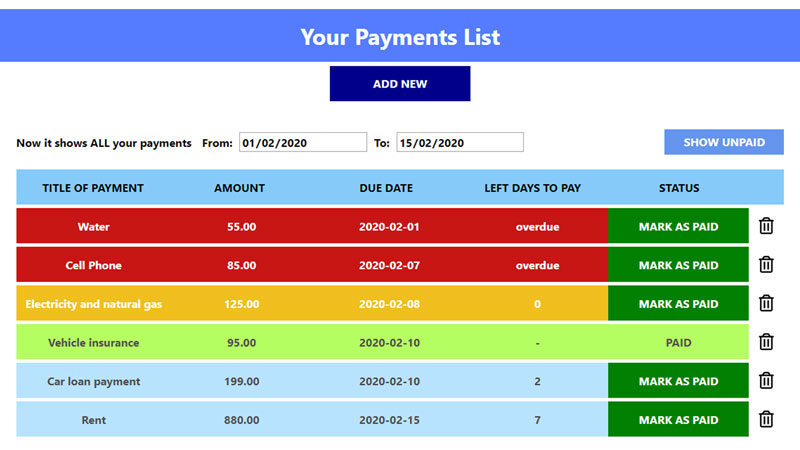 Your Payments List
ADD NEW
Now it shows ALL your payments From: 01/02/2020 To: 15/02/2020 SHOW UNPAID
TITLE OF PAYMENT AMOUNT DUE DATE LEFT DAYS TO PAY STATUS
Water 55.00 2020-02-01 overdue MARK AS PAID
Cell Phone 85.00 2020-02-07 overdue MARK AS PAID
Electricity and natural gas 125.00 2020-02-08 0 MARK AS PAID
Vehicle insurance 95.00 2020-02-10 - PAID
Car loan payment 199.00 2020-02-10 2 MARK AS PAID
Rent 880.00 2020-02-15 7 MARK AS PAID